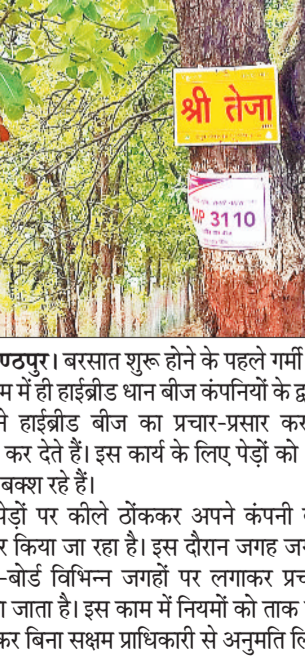 श्री तेजा
MP 3110
ण्ठपुर। बरसात शुरू होने के पहले गर्मी
म में ही हाईब्रीड धान बीज कंपनियों के द्व
ने हाईब्रीड बीज का प्रचार-प्रसार कर
कर देते हैं। इस कार्य के लिए पेड़ों को
बक्श रहे हैं।
पेड़ों पर कीले ठोंककर अपने कंपनी
र किया जा रहा है। इस दौरान जगह जग
-बोर्ड विभिन्न जगहों पर लगाकर प्रच
ा जाता है। इस काम में नियमों को ताक
कर बिना सक्षम प्राधिकारी से अनुमति लि